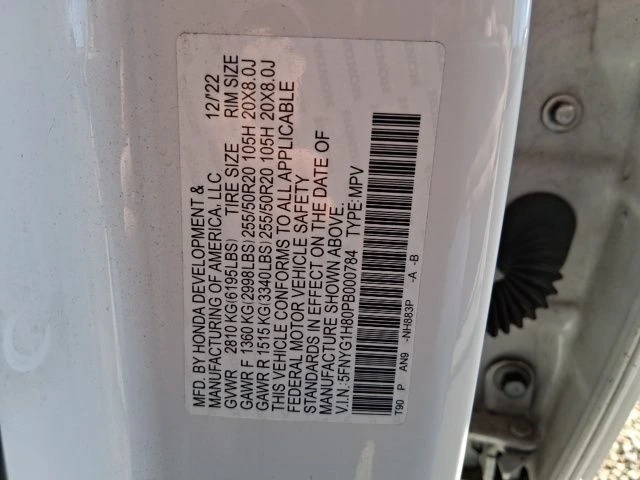 MFD. BY HONDA DEVELOPMENT &
MANUFACTURING OF AMERICA, LLC 12/'22
GVWR 2810 KG(6195LBS) TIRE SIZE RIM SIZE
GAWR F 1360 KG(2998LBS) 255/50R20 105H 20X8.0J
GAWR R 1515 KG(3340LBS) 255/50R20 105H 20X8.0J
THIS VEHICLE CONFORMS TO ALL APPLICABLE
FEDERAL MOTOR VEHICLE SAFETY
STANDARDS IN EFFECT ON THE DATE OF
MANUFACTURE SHOWN ABOVE.
V.I.N.: 5FNYG1H80PB000784 TYPE:MPV
T90 P AN9 -NH883P -A -B